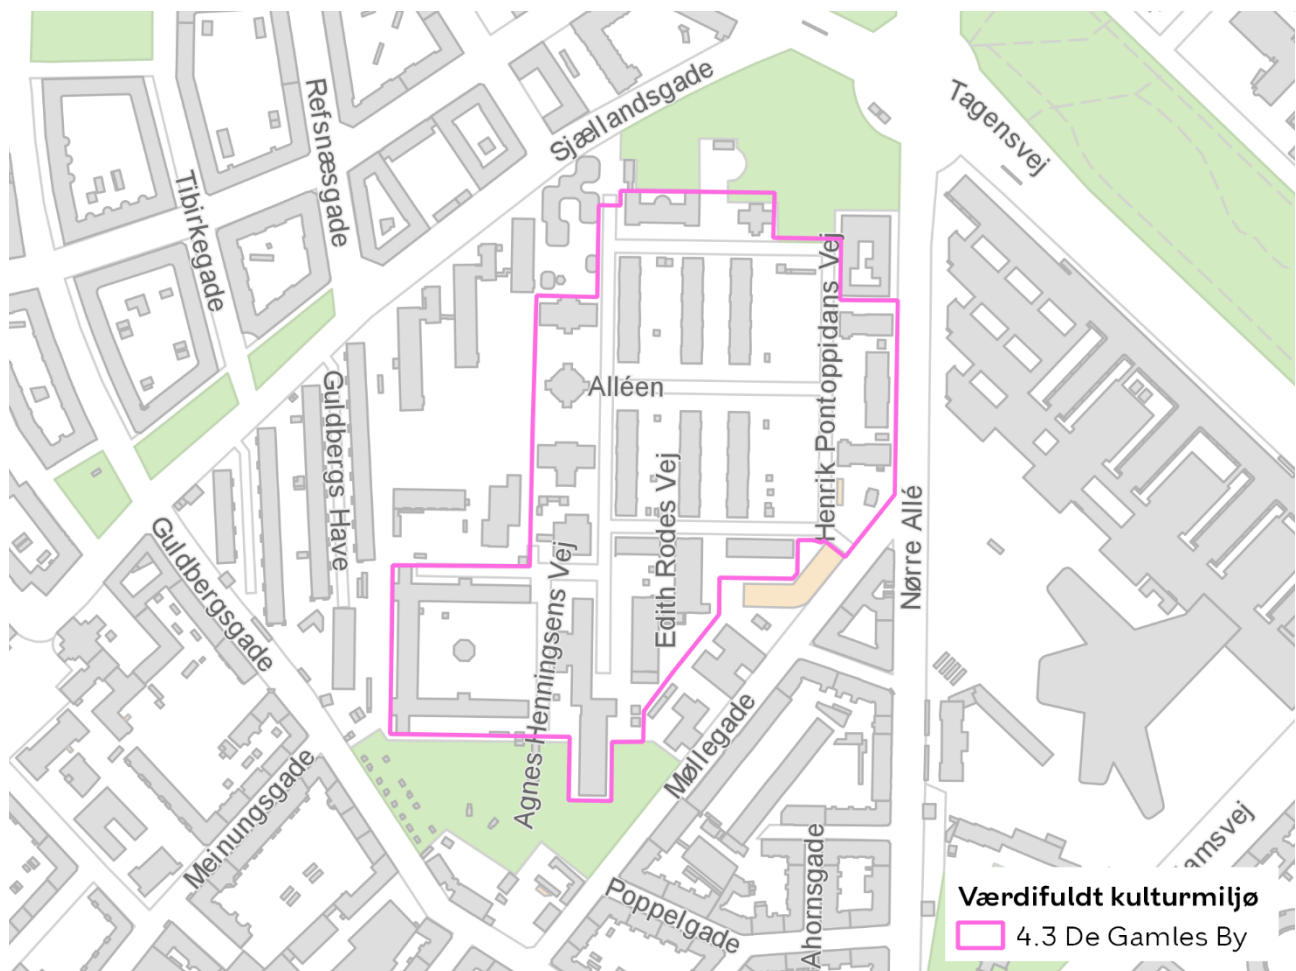 Sjællandsgade
Refsnæsgade
Tagensvej
Tibirkegade
Henrik Pontoppidans Vej
Alléen
Guldbergs Have
Edith Rodes Vej
Nørre Allé
Guldbergsgade
Agnes Henningsens Vej
Møllegade
Meinungsgade
amsvej
Ahornsgade
Poppelgade
Værdifuldt kulturmiljø
4.3 De Gamles By